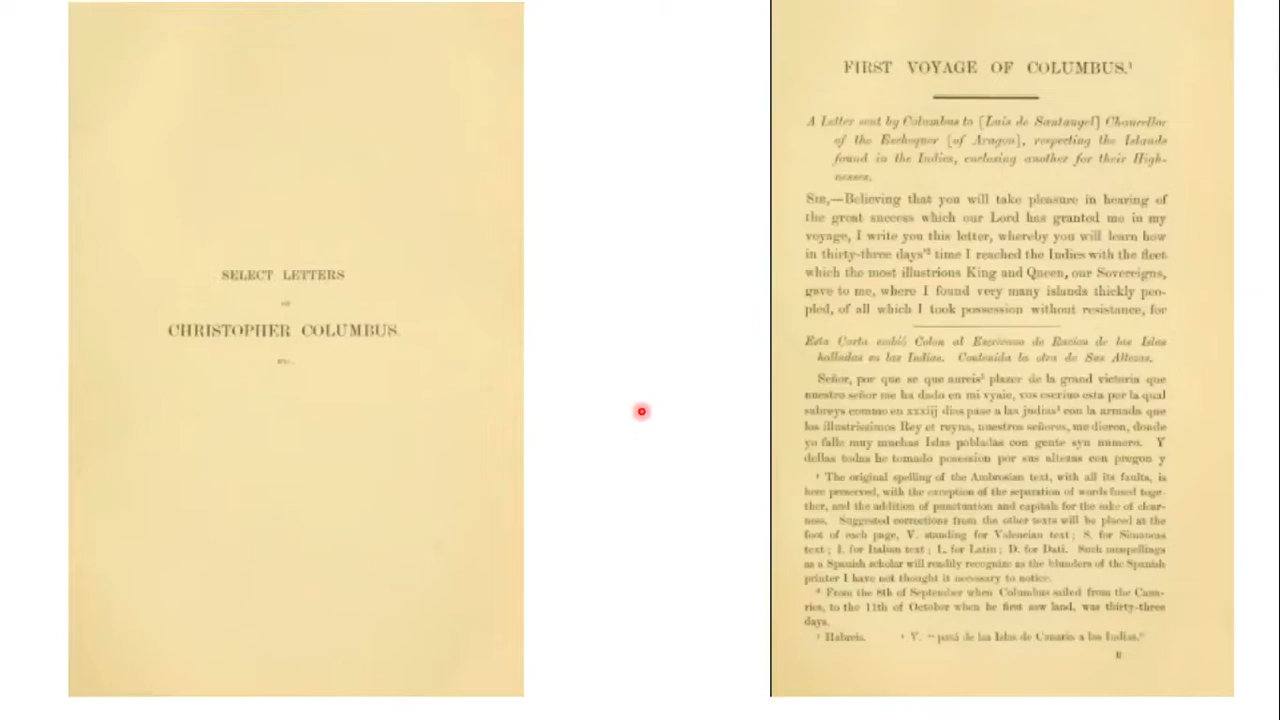 SELECT LETTERS
OF
CHRISTOPHER COLUMBUS.
ETC.
FIRST VOYAGE OF COLUMBUS.¹
A Letter sent by Columbus to [Luis de Santangel] Chancellor
of the Exchequer [of Aragon], respecting the Islands
found in the Indies, enclosing another for their High-
nesses.
SIR,—Believing that you will take pleasure in hearing of
the great success which our Lord has granted me in my
voyage, I write you this letter, whereby you will learn how
in thirty-three days'² time I reached the Indies with the fleet
which the most illustrious King and Queen, our Sovereigns,
gave to me, where I found very many islands thickly peo-
pled, of all which I took possession without resistance, for
Esta Carta embió Colon al Escrivano de Racion de las Islas
halladas en las Indias. Contenida la otra de Sus Altezas.
Señor, por que se que aureis³ plazer de la grand victoria que
nuestro señor me ha dado en mi vyaie, vos escriuo esta por la qual
sabreys commo en xxxiij dias pase a las jndias⁴ con la armada que
los illustrissimos Rey et reyna, nuestros señores, me dieron, donde
yo falle muy muchas Islas pobladas con gente syn numero. Y
dellas todas he tomado posession por sus altezas con pregon y
¹ The original spelling of the Ambrosian text, with all its faults, is
here preserved, with the exception of the separation of words fused toge-
ther, and the addition of punctuation and capitals for the sake of clear-
ness. Suggested corrections from the other texts will be placed at the
foot of each page, V. standing for Valencian text; S. for Simancas
text; I. for Italian text; L. for Latin; D. for Dati. Such misspellings
as a Spanish scholar will readily recognize as the blunders of the Spanish
printer I have not thought it necessary to notice.
² From the 8th of September when Columbus sailed from the Cana-
ries, to the 11th of October when he first saw land, was thirty-three
days.
³ Habreis. ⁴ V. "pasé de las Islas de Canaria a las Indias."
B